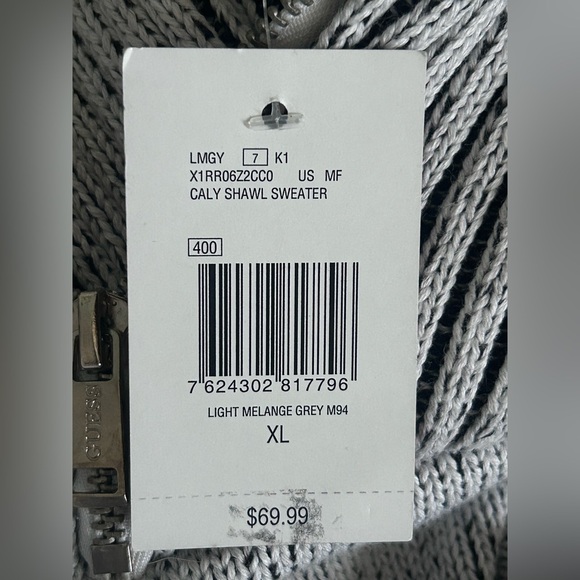 LMGY 7 K1
X1RR06Z2CC0 US MF
CALY SHAWL SWEATER
400
7 624302 817796
LIGHT MELANGE GREY M94
XL
$69.99
GUESS